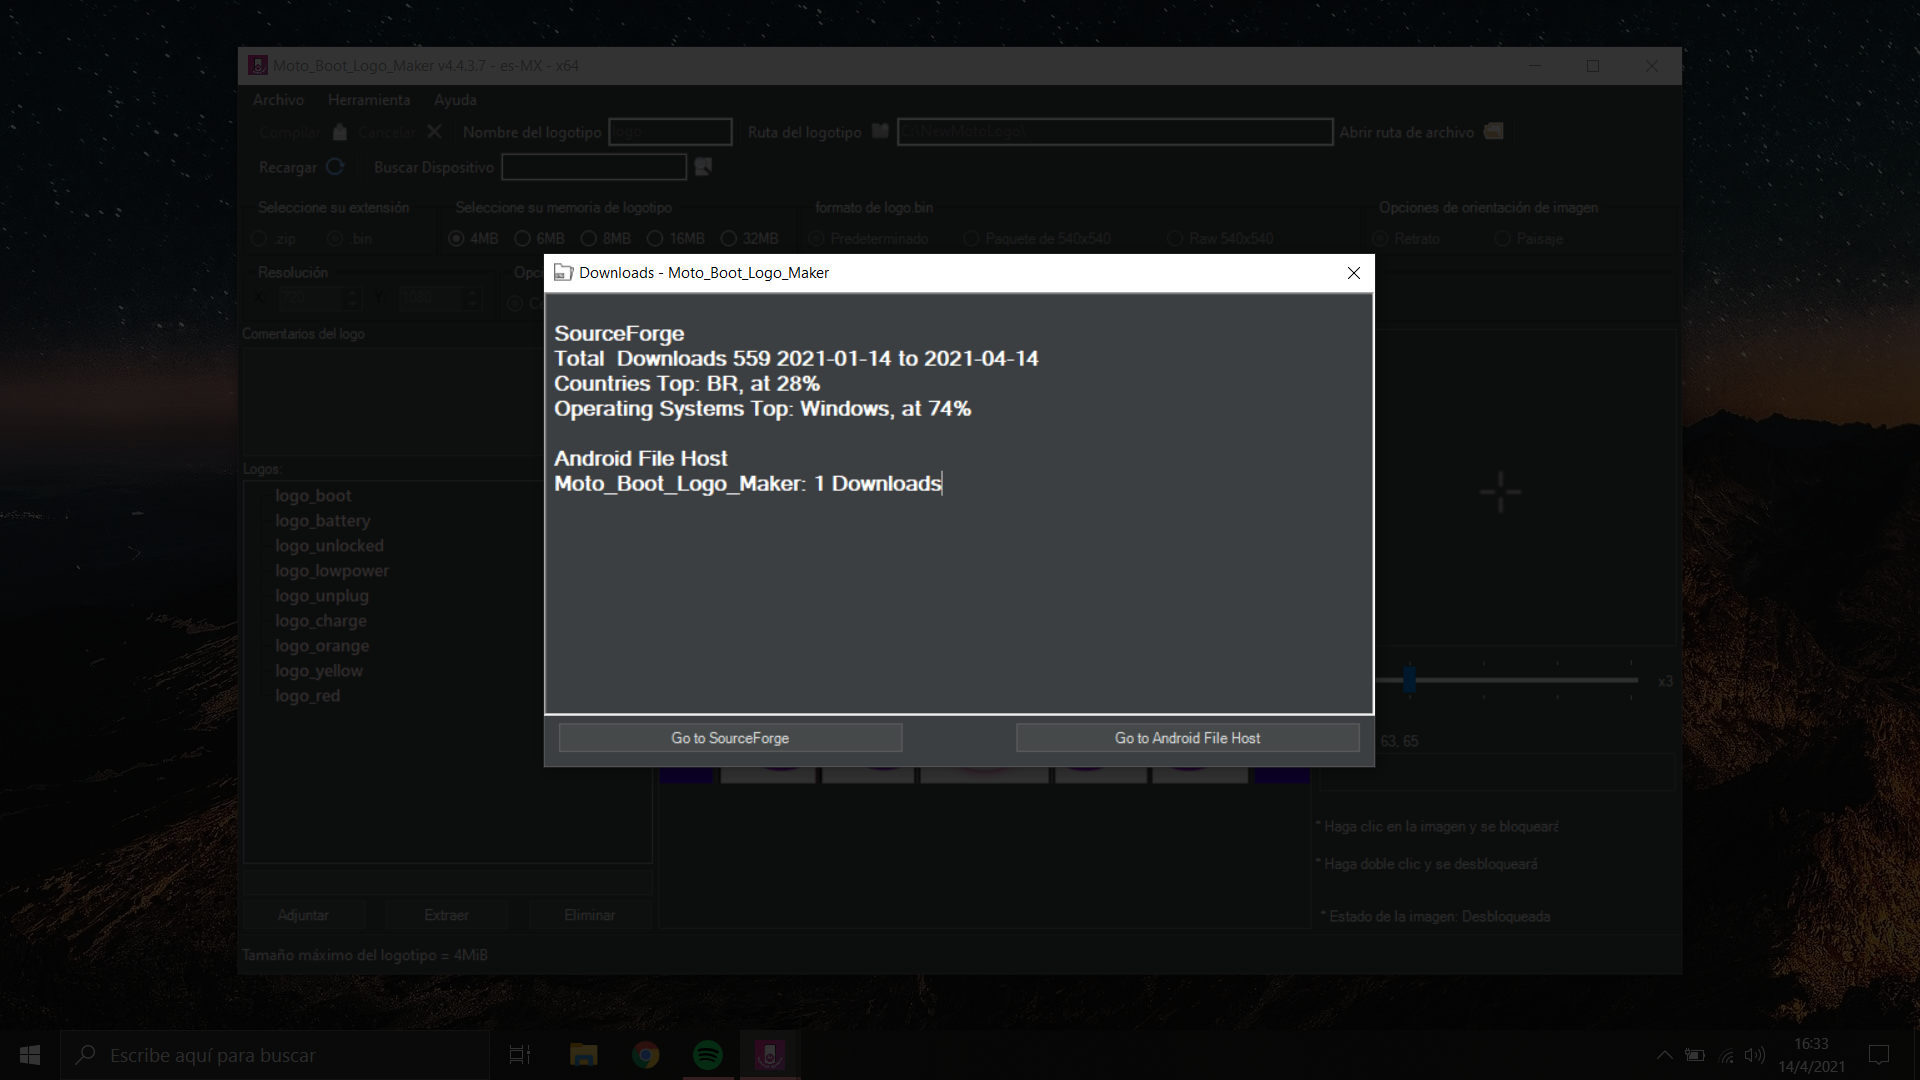 Moto_Boot_Logo_Maker v4.4.3.7 - es-MX - x64
Archivo Herramienta Ayuda
Compilar Cancelar Nombre del logotipo logo Ruta del logotipo C:\NewMotoLogo\ Abrir ruta de archivo
Recargar Buscar Dispositivo
Seleccione su extensión Seleccione su memoria de logotipo formato de logo.bin Opciones de orientación de imagen
zip bin 4MB 6MB 8MB 16MB 32MB Predeterminado Paquete de 540x540 Raw 540x540 Retrato Paisaje
Resolución
Comentarios del logo
Downloads - Moto_Boot_Logo_Maker
SourceForge
Total Downloads 559 2021-01-14 to 2021-04-14
Countries Top: BR, at 28%
Operating Systems Top: Windows, at 74%
Android File Host
Moto_Boot_Logo_Maker: 1 Downloads
Go to SourceForge Go to Android File Host
Logos:
logo_boot
logo_battery
logo_unlocked
logo_lowpower
logo_unplug
logo_charge
logo_orange
logo_yellow
logo_red
x3
63, 65
* Haga clic en la imagen y se bloqueará
* Haga doble clic y se desbloqueará
* Estado de la imagen: Desbloqueada
Adjuntar Extraer Eliminar
Tamaño máximo del logotipo = 4MiB
Escribe aquí para buscar
16:33
14/4/2021